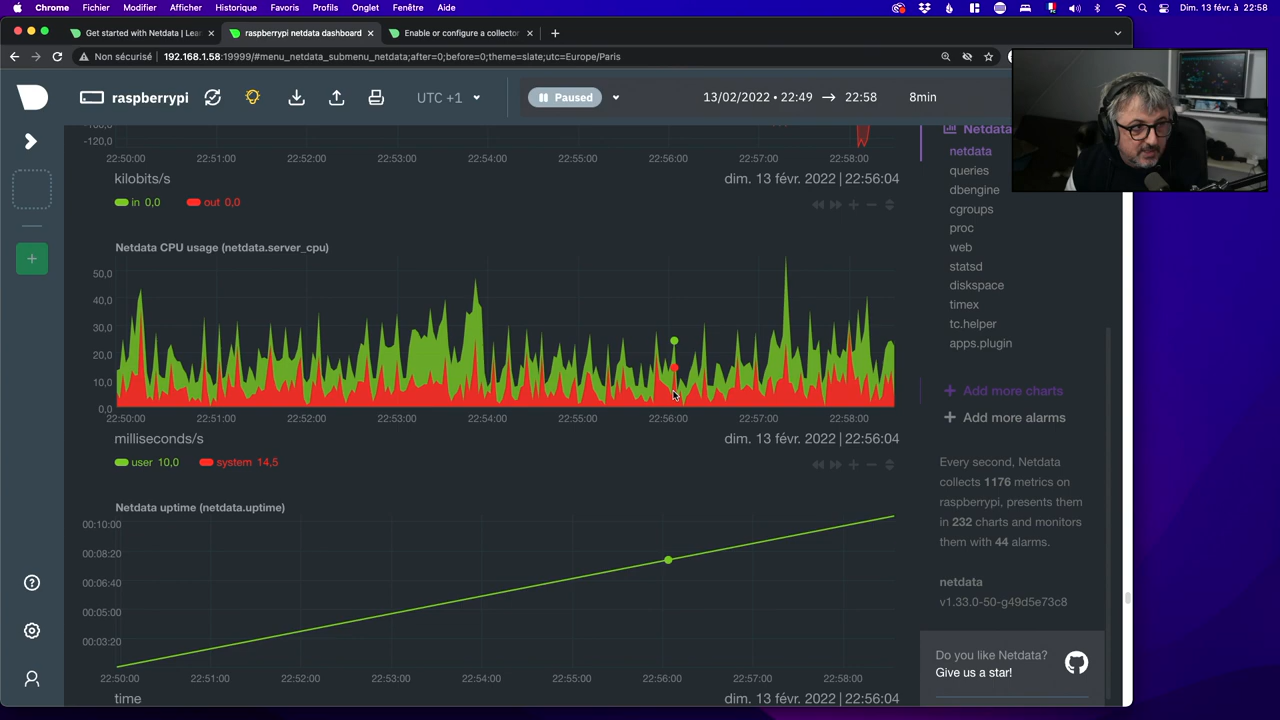 Chrome Fichier Modifier Afficher Historique Favoris Profils Onglet Fenêtre Aide
Dim. 13 fév. à 22:58
Get started with Netdata | Lear
raspberrypi netdata dashboard
Enable or configure a collector
Non sécurisé
192.168.1.58:19999/#menu_netdata_submenu_netdata;after=0;before=0;theme=slate;utc=Europe/Paris
raspberrypi
UTC +1
Paused
13/02/2022 • 22:49 → 22:58
8min
-100,0
-120,0
22:50:00 22:51:00 22:52:00 22:53:00 22:54:00 22:55:00 22:56:00 22:57:00 22:58:00
kilobits/s
dim. 13 févr. 2022 | 22:56:04
in 0,0
out 0,0
Netdata CPU usage (netdata.server_cpu)
50,0
40,0
30,0
20,0
10,0
0,0
22:50:00 22:51:00 22:52:00 22:53:00 22:54:00 22:55:00 22:56:00 22:57:00 22:58:00
milliseconds/s
dim. 13 févr. 2022 | 22:56:04
user 10,0
system 14,5
Netdata uptime (netdata.uptime)
00:10:00
00:08:20
00:06:40
00:05:00
00:03:20
22:50:00 22:51:00 22:52:00 22:53:00 22:54:00 22:55:00 22:56:00 22:57:00 22:58:00
time
dim. 13 févr. 2022 | 22:56:04
Netdata
netdata
queries
dbengine
cgroups
proc
web
statsd
diskspace
timex
tc.helper
apps.plugin
Add more charts
Add more alarms
Every second, Netdata
collects 1176 metrics on
raspberrypi, presents them
in 232 charts and monitors
them with 44 alarms.
netdata
v1.33.0-50-g49d5e73c8
Do you like Netdata?
Give us a star!